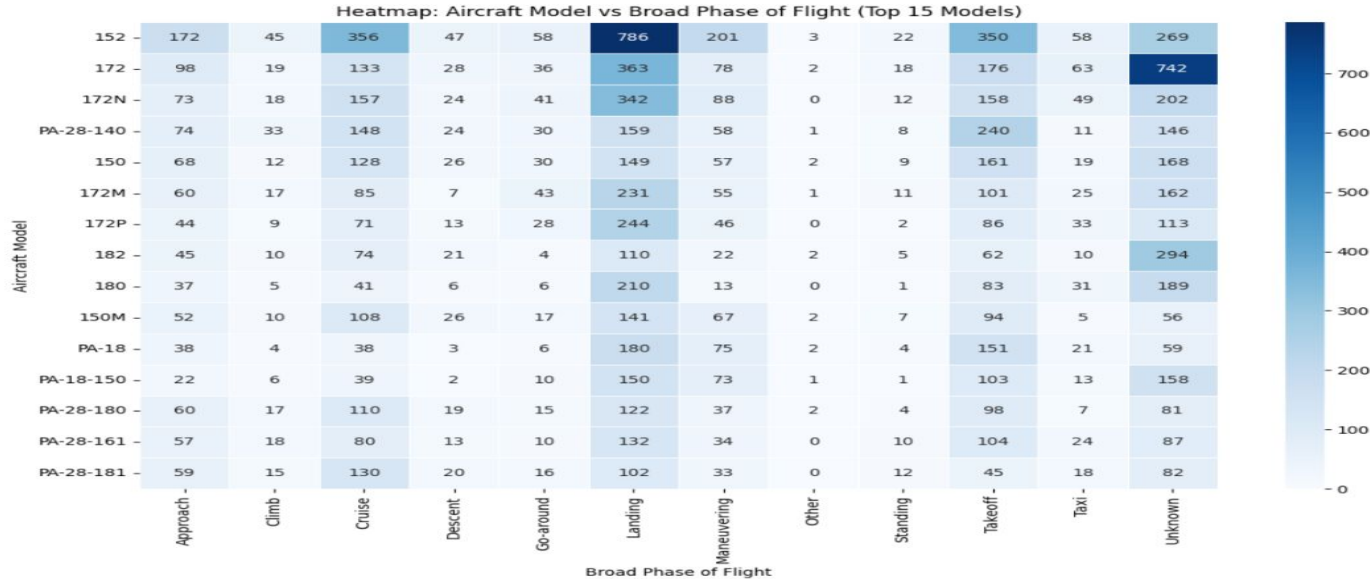 Heatmap: Aircraft Model vs Broad Phase of Flight (Top 15 Models)
Aircraft Model
152 172 45 356 47 58 786 201 3 22 350 58 269
172 98 19 133 28 36 363 78 2 18 176 63 742
172N 73 18 157 24 41 342 88 0 12 158 49 202
PA-28-140 74 33 148 24 30 159 58 1 8 240 11 146
150 68 12 128 26 30 149 57 2 9 161 19 168
172M 60 17 85 7 43 231 55 1 11 101 25 162
172P 44 9 71 13 28 244 46 0 2 86 33 113
182 45 10 74 21 4 110 22 2 5 62 10 294
180 37 5 41 6 6 210 13 0 1 83 31 189
150M 52 10 108 26 17 141 67 2 7 94 5 56
PA-18 38 4 38 3 6 180 75 2 4 151 21 59
PA-18-150 22 6 39 2 10 150 73 1 1 103 13 158
PA-28-180 60 17 110 19 15 122 37 2 4 98 7 81
PA-28-161 57 18 80 13 10 132 34 0 10 104 24 87
PA-28-181 59 15 130 20 16 102 33 0 12 45 18 82
Approach Climb Cruise Descent Go-around Landing Maneuvering Other Standing Takeoff Taxi Unknown
Broad Phase of Flight
700
600
500
400
300
200
100
0